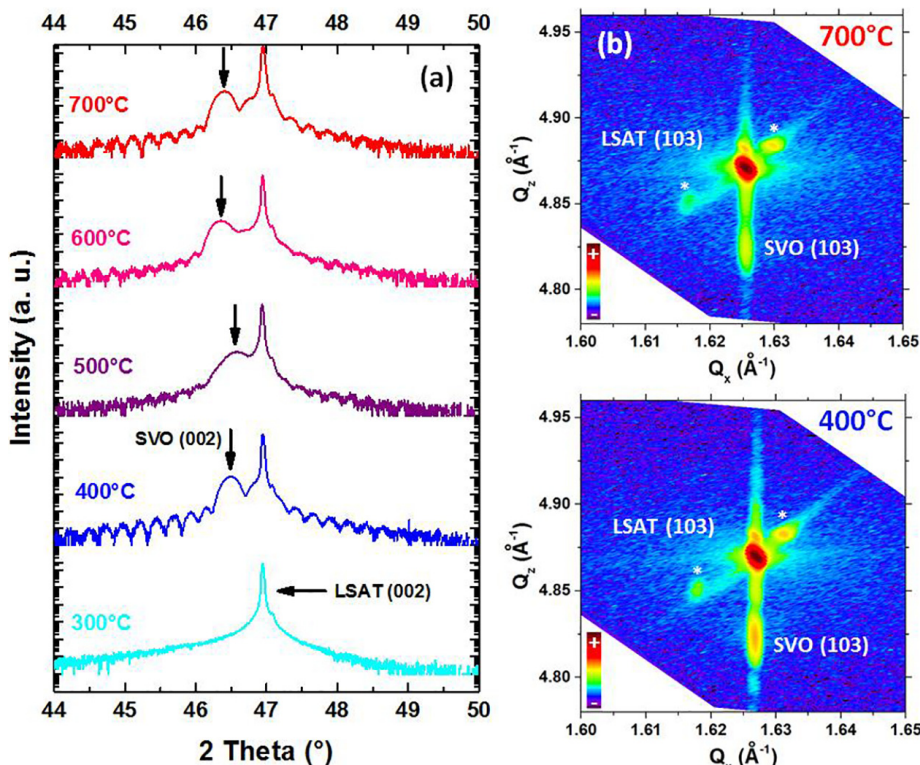 44 45 46 47 48 49 50
(a)
700°C
600°C
500°C
SVO (002)
400°C
LSAT (002)
300°C
Intensity (a. u.)
44 45 46 47 48 49 50
2 Theta (°)
(b)
700°C
4.96
4.90
4.85
4.80
Q_z (Å⁻¹)
LSAT (103)
*
*
SVO (103)
+
-
1.60 1.61 1.62 1.63 1.64 1.65
Q_x (Å⁻¹)
400°C
4.95
4.90
4.85
4.80
Q_z (Å⁻¹)
LSAT (103)
*
*
SVO (103)
+
-
1.60 1.61 1.62 1.63 1.64 1.65